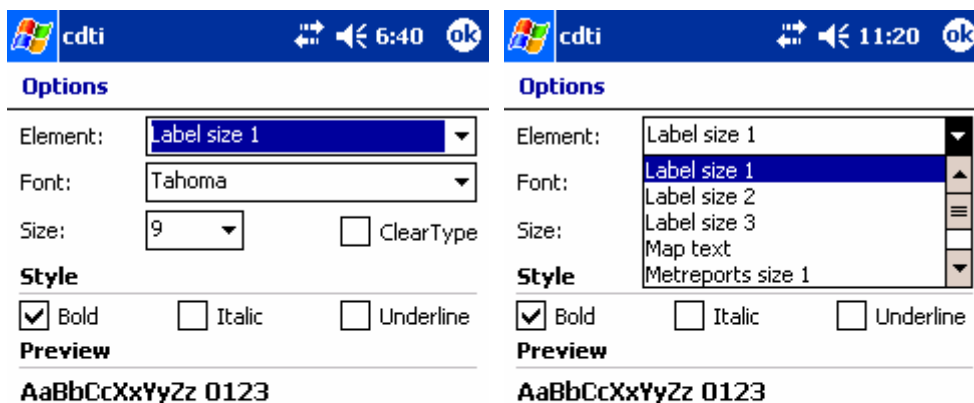 cdti 6:40 ok
Options
Element: Label size 1
Font: Tahoma
Size: 9 ClearType
Style
Bold Italic Underline
Preview
AaBbCcXxYyZz 0123
cdti 11:20 ok
Options
Element: Label size 1
Font: Label size 1
Label size 2
Size: Label size 3
Map text
Style Metreports size 1
Bold Italic Underline
Preview
AaBbCcXxYyZz 0123